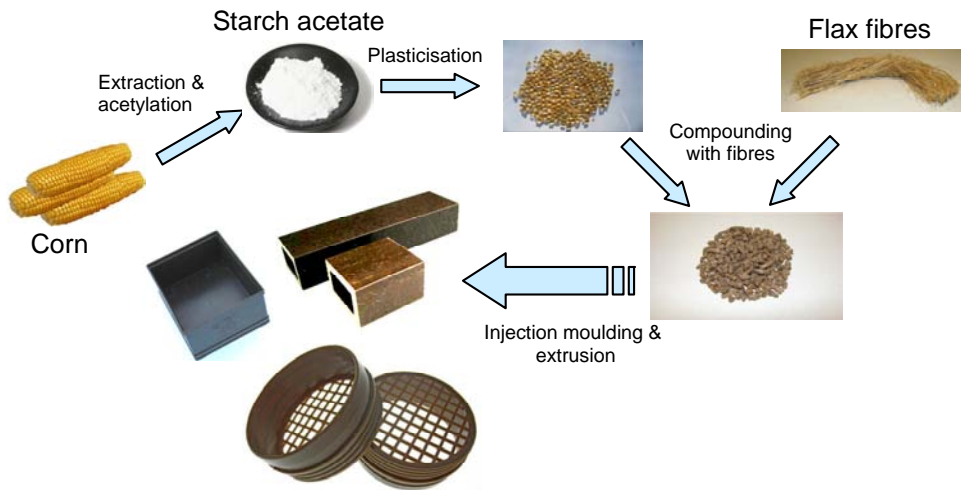 Starch acetate
Flax fibres
Plasticisation
Extraction &
acetylation
Compounding
with fibres
Corn
Injection moulding &
extrusion